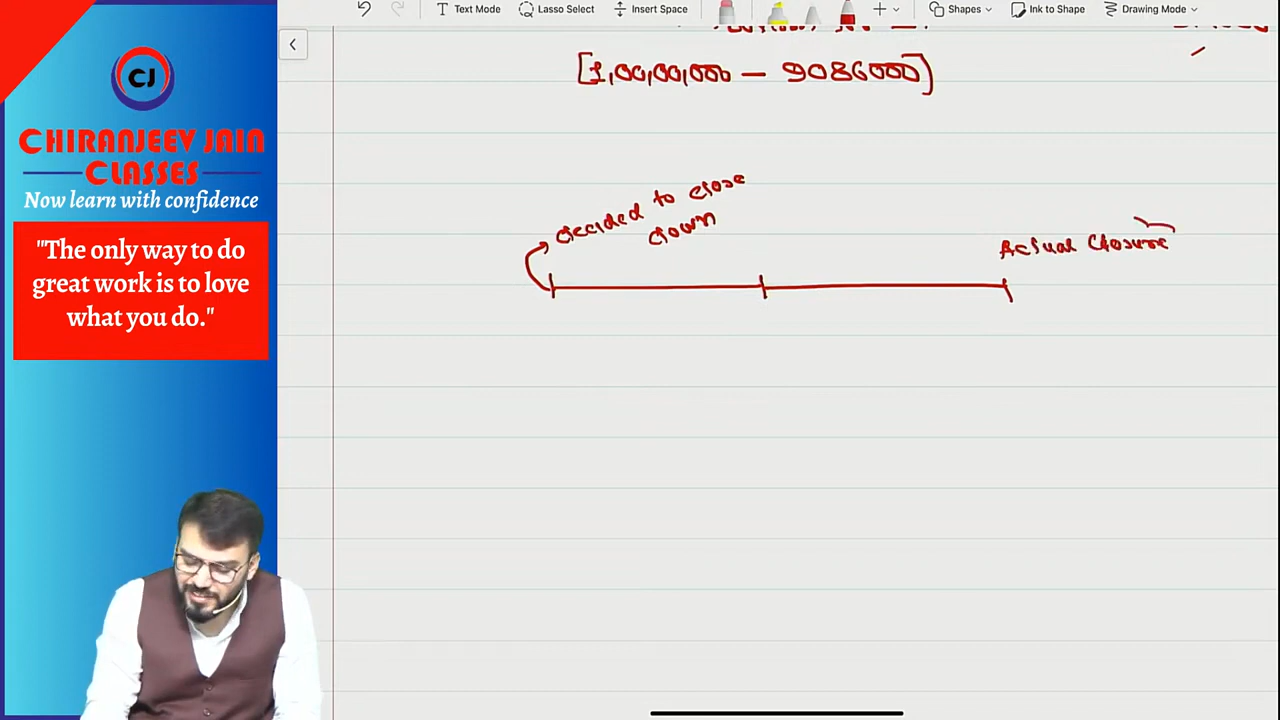 Text Mode
Lasso Select
Insert Space
Shapes
Ink to Shape
Drawing Mode
[1,00,00,000 — 9086000]
CJ
CHIRANJEEV JAIN
CLASSES
Now learn with confidence
"The only way to do
great work is to love
what you do."
decided to close
down
Actual Closure